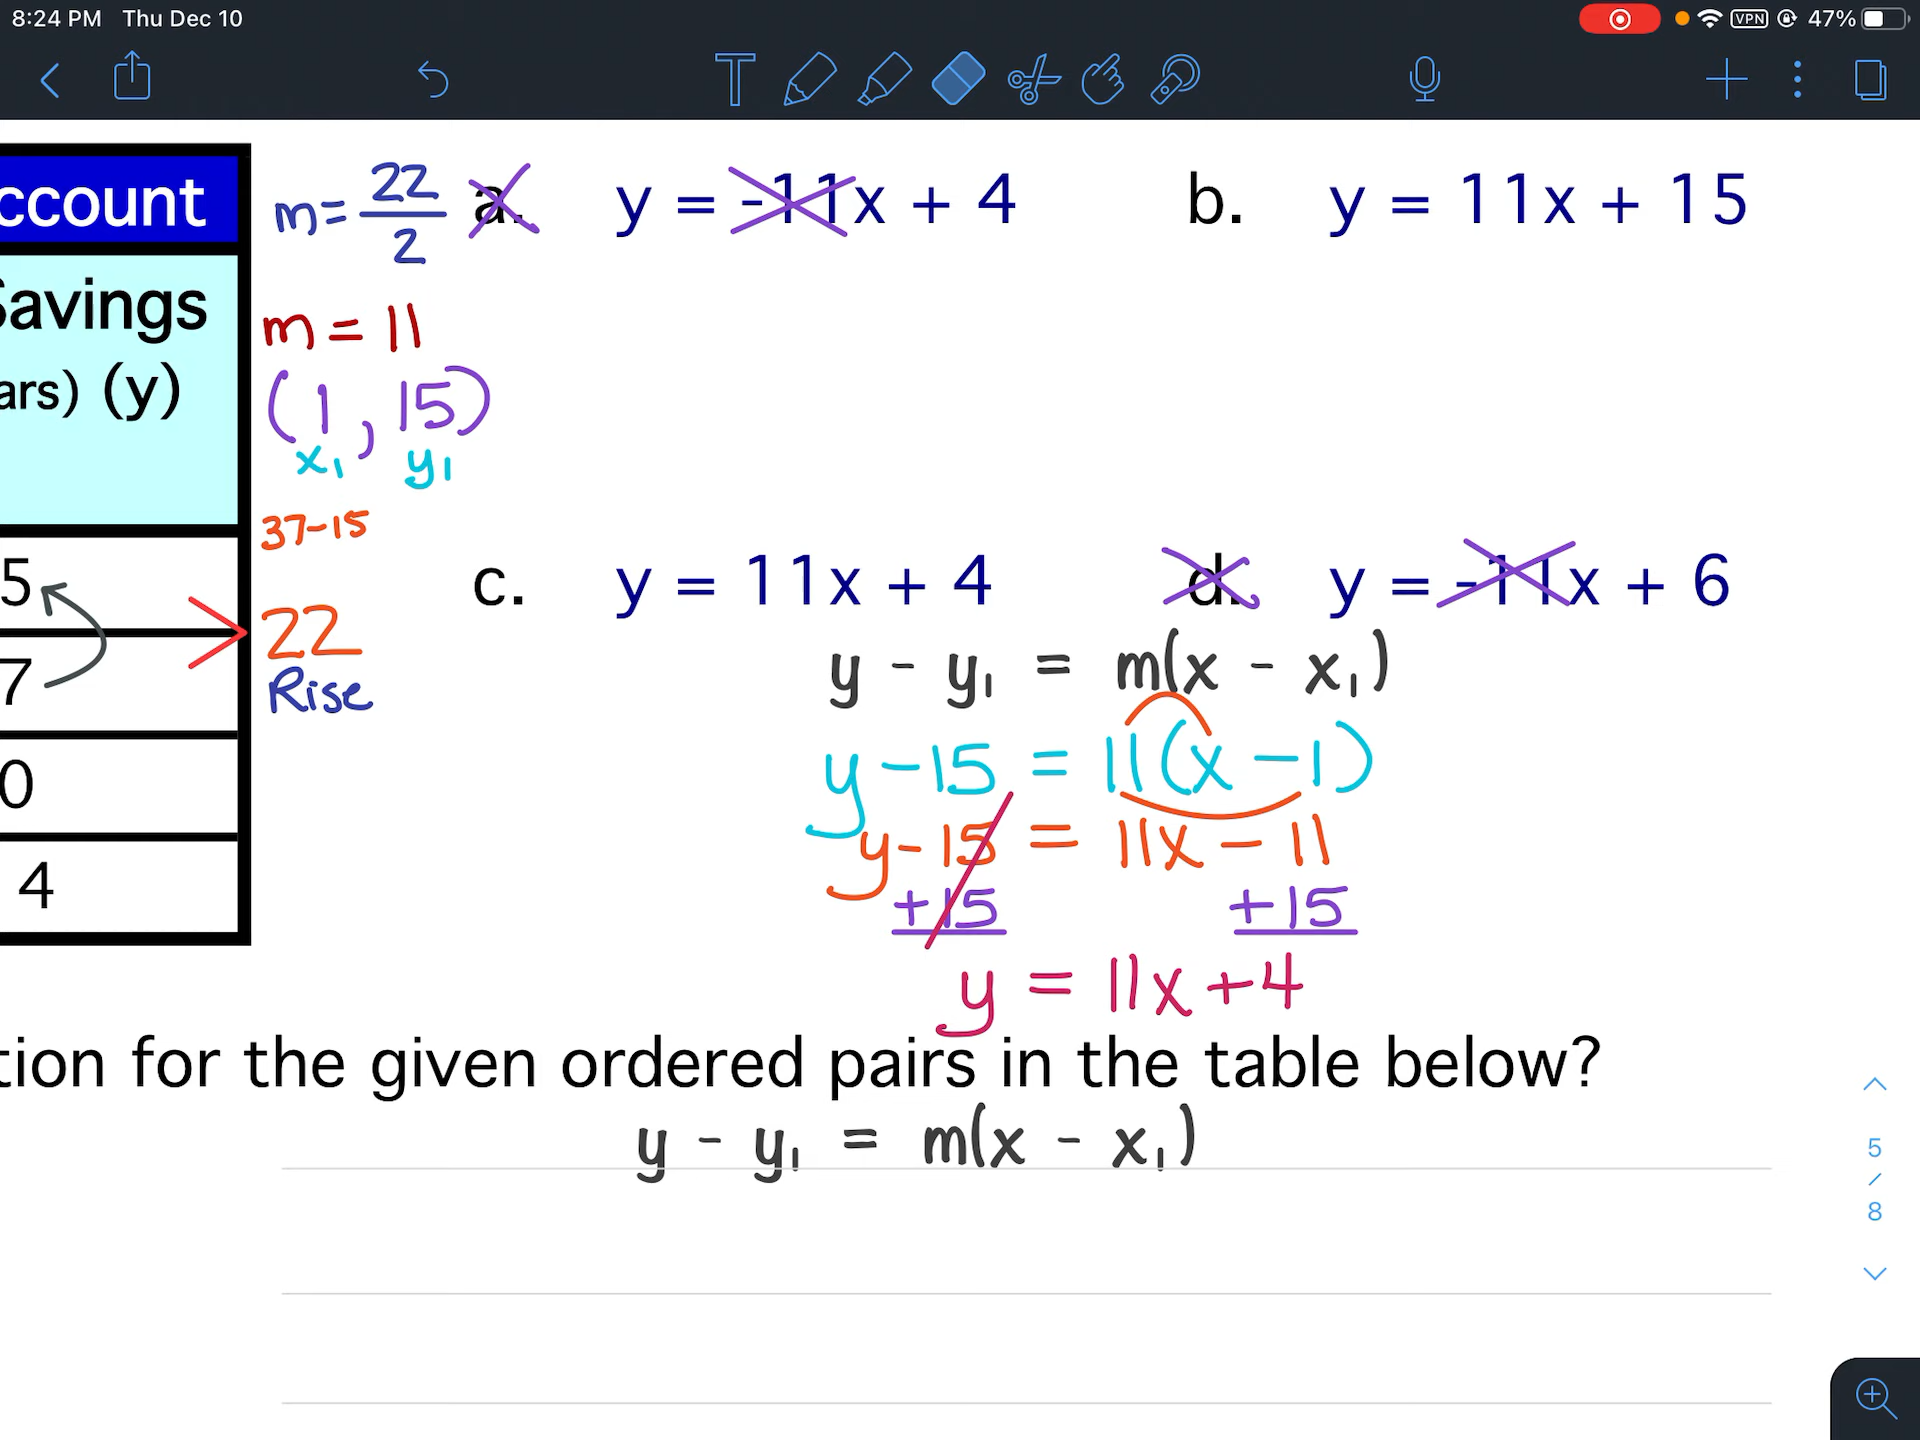 8:24 PM Thu Dec 10
VPN 47%
ccount
m = 22/2
a. y = -11x + 4
b. y = 11x + 15
Savings
m = 11
ars) (y)
(1, 15)
x₁ y₁
37-15
5
c. y = 11x + 4
d. y = -11x + 6
22
Rise
y - y₁ = m(x - x₁)
7
y - 15 = 11(x - 1)
0
y - 15 = 11x - 11
4
+15 +15
y = 11x + 4
tion for the given ordered pairs in the table below?
y - y₁ = m(x - x₁)
5
/
8